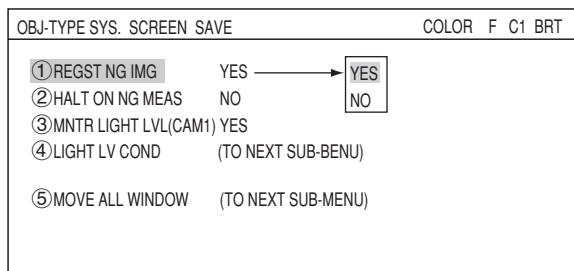 OBJ-TYPE SYS. SCREEN SAVE COLOR F C1 BRT
①REGST NG IMG YES YES
②HALT ON NG MEAS NO NO
③MNTR LIGHT LVL(CAM1) YES
④LIGHT LV COND (TO NEXT SUB-BENU)
⑤MOVE ALL WINDOW (TO NEXT SUB-MENU)